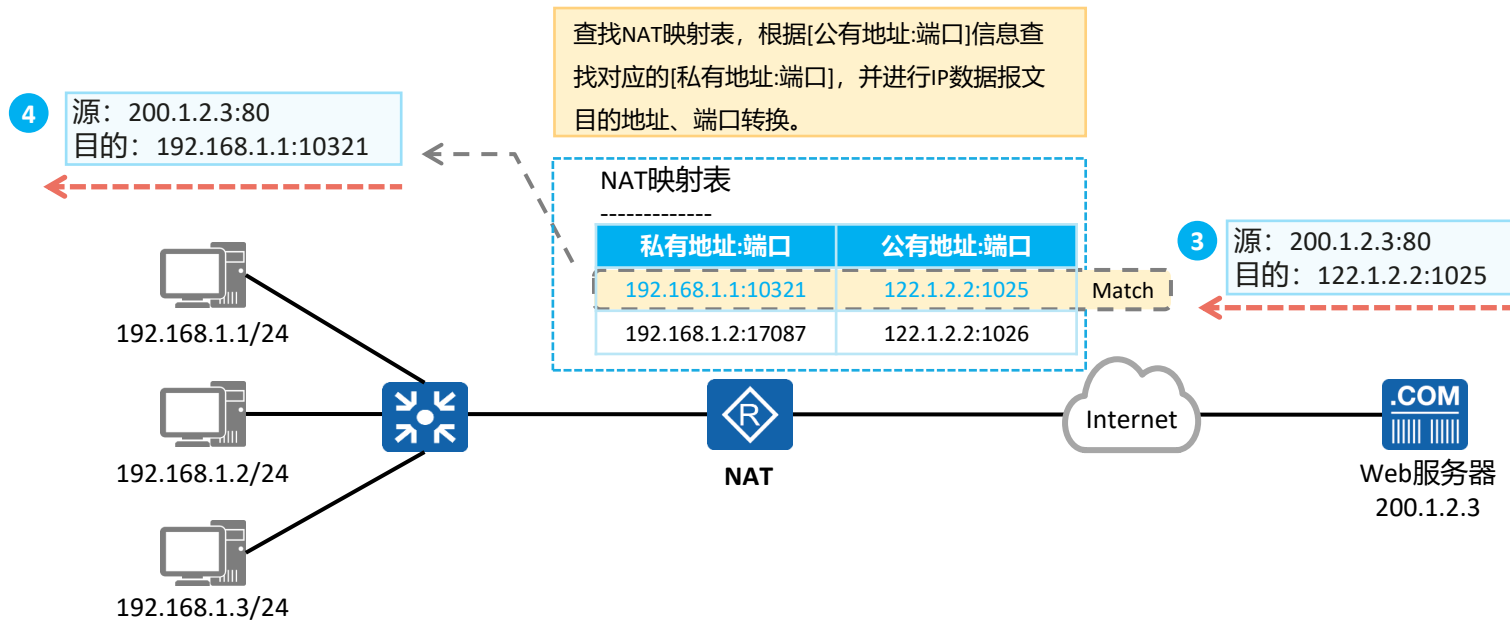 查找NAT映射表，根据[公有地址:端口]信息查
找对应的[私有地址:端口]，并进行IP数据报文
目的地址、端口转换。
4
源：200.1.2.3:80
目的：192.168.1.1:10321
NAT映射表
-------------
私有地址:端口 公有地址:端口
192.168.1.1:10321 122.1.2.2:1025 Match
192.168.1.2:17087 122.1.2.2:1026
3
源：200.1.2.3:80
目的：122.1.2.2:1025
192.168.1.1/24
192.168.1.2/24
192.168.1.3/24
R
NAT
Internet
.COM
Web服务器
200.1.2.3